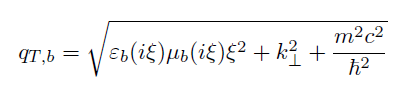 q_{T,b} = \sqrt{\varepsilon_b(i\xi)\mu_b(i\xi)\xi^2 + k_\perp^2 + \frac{m^2c^2}{\hbar^2}}